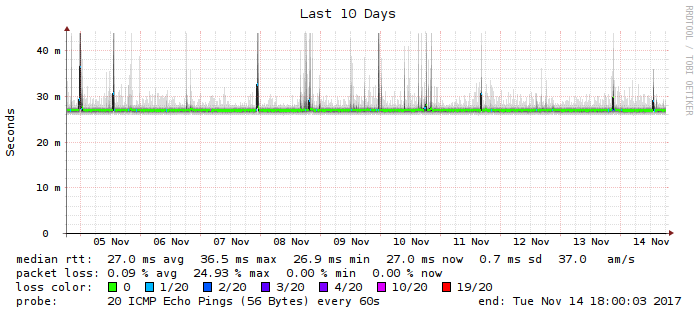 Last 10 Days
RRDTOOL / TOBI OETIKER
Seconds
40 m
30 m
20 m
10 m
0
05 Nov 06 Nov 07 Nov 08 Nov 09 Nov 10 Nov 11 Nov 12 Nov 13 Nov 14 Nov
median rtt: 27.0 ms avg 36.5 ms max 26.9 ms min 27.0 ms now 0.7 ms sd 37.0 am/s
packet loss: 0.09 % avg 24.93 % max 0.00 % min 0.00 % now
loss color: 0 1/20 2/20 3/20 4/20 10/20 19/20
probe: 20 ICMP Echo Pings (56 Bytes) every 60s end: Tue Nov 14 18:00:03 2017